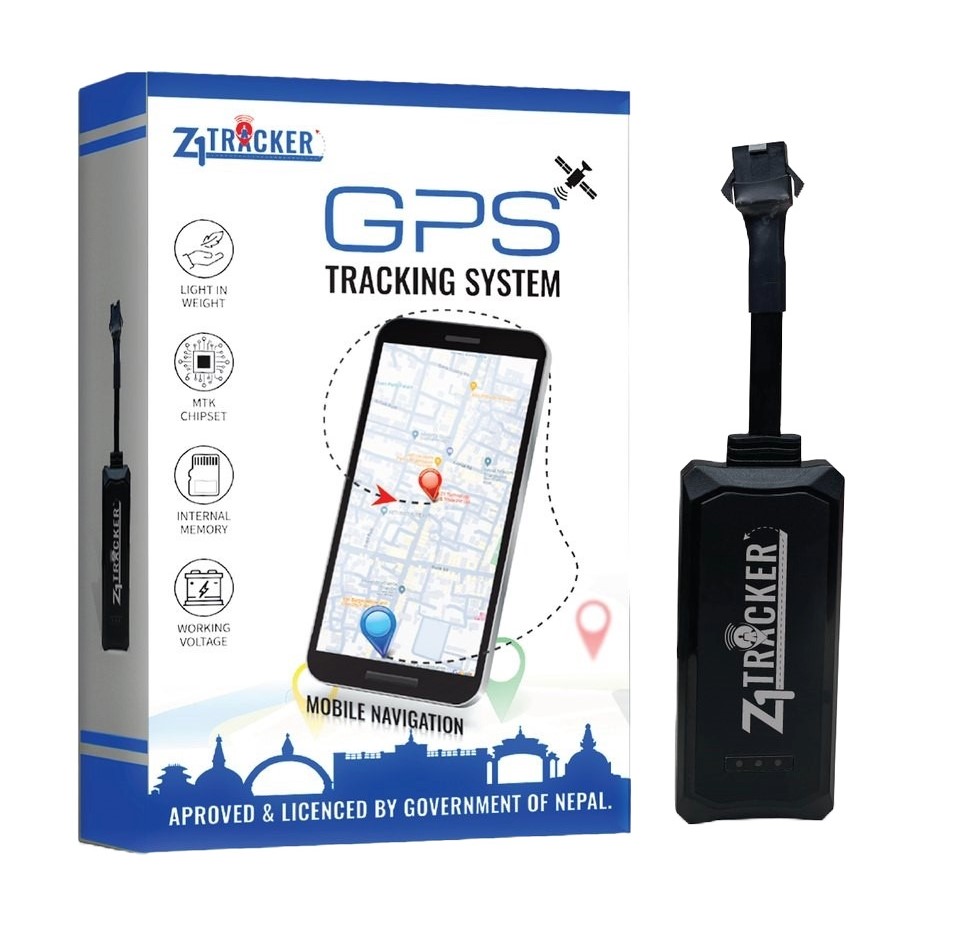 Z1TRACKER
GPS
TRACKING SYSTEM
LIGHT IN
WEIGHT
MTK
CHIPSET
INTERNAL
MEMORY
WORKING
VOLTAGE
MOBILE NAVIGATION
APROVED & LICENCED BY GOVERNMENT OF NEPAL.
Z1TRACKER
Z1TRACKER